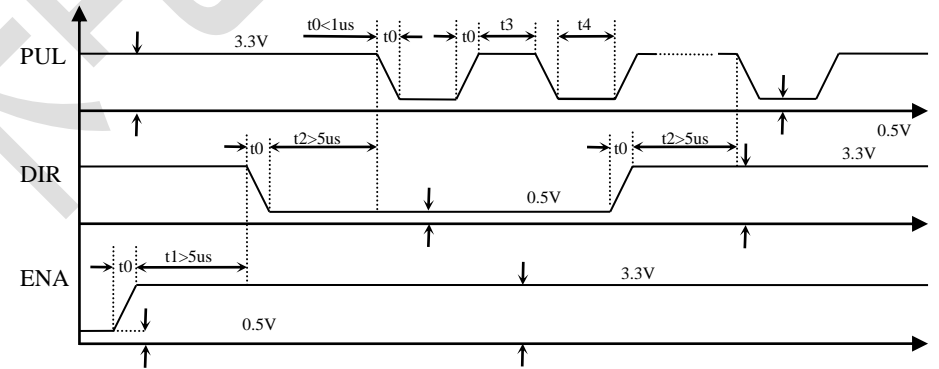 t0<1us t0 t0 t3 t4
3.3V
PUL
0.5V
t0 t2>5us t0 t2>5us
3.3V
DIR
0.5V
t0 t1>5us
ENA
3.3V
0.5V